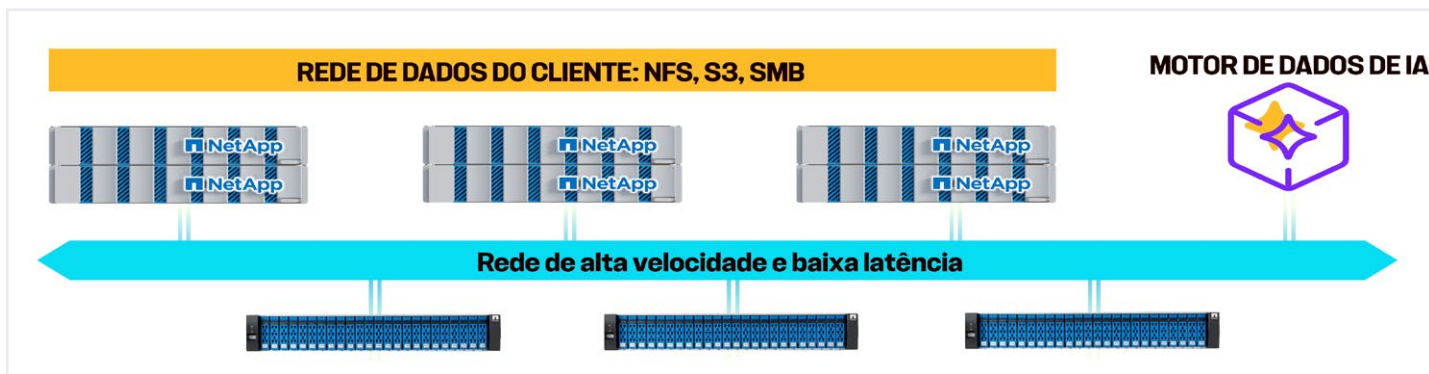 REDE DE DADOS DO CLIENTE: NFS, S3, SMB
MOTOR DE DADOS DE IA
NetApp
NetApp
NetApp
NetApp
NetApp
NetApp
Rede de alta velocidade e baixa latência